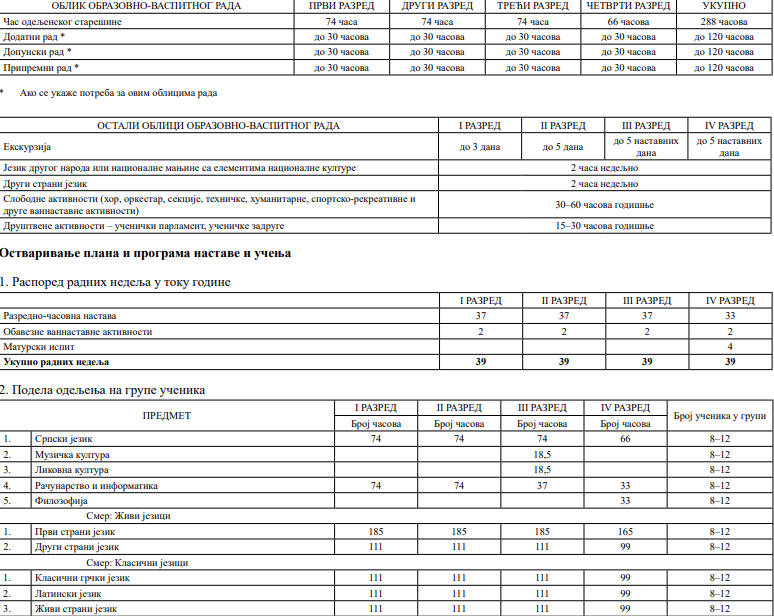 ОБЛИК ОБРАЗОВНО-ВАСПИТНОГ РАДА ПРВИ РАЗРЕД ДРУГИ РАЗРЕД ТРЕЋИ РАЗРЕД ЧЕТВРТИ РАЗРЕД УКУПНО
Час одељенског старешине 74 часа 74 часа 74 часа 66 часова 288 часова
Додатни рад * до 30 часова до 30 часова до 30 часова до 30 часова до 120 часова
Допунски рад * до 30 часова до 30 часова до 30 часова до 30 часова до 120 часова
Припремни рад * до 30 часова до 30 часова до 30 часова до 30 часова до 120 часова
* Ако се укаже потреба за овим облицима рада
ОСТАЛИ ОБЛИЦИ ОБРАЗОВНО-ВАСПИТНОГ РАДА I РАЗРЕД II РАЗРЕД III РАЗРЕД IV РАЗРЕД
Екскурзија до 3 дана до 5 дана до 5 наставних дана до 5 наставних дана
Језик другог народа или националне мањине са елементима националне културе 2 часа недељно
Други страни језик 2 часа недељно
Слободне активности (хор, оркестар, секције, техничке, хуманитарне, спортско-рекреативне и
друге ваннаставне активности) 30–60 часова годишње
Друштвене активности – ученички парламент, ученичке задруге 15–30 часова годишње
Остваривање плана и програма наставе и учења
1. Распоред радних недеља у току године
I РАЗРЕД II РАЗРЕД III РАЗРЕД IV РАЗРЕД
Разредно-часовна настава 37 37 37 33
Обавезне ваннаставне активности 2 2 2 2
Матурски испит 4
Укупно радних недеља 39 39 39 39
2. Подела одељења на групе ученика
ПРЕДМЕТ I РАЗРЕД II РАЗРЕД III РАЗРЕД IV РАЗРЕД Број ученика у групи
Број часова Број часова Број часова Број часова
1. Српски језик 74 74 74 66 8–12
2. Музичка култура 18,5 8–12
3. Ликовна култура 18,5 8–12
4. Рачунарство и информатика 74 74 37 33 8–12
5. Филозофија 33 8–12
Смер: Живи језици
1. Први страни језик 185 185 185 165 8–12
2. Други страни језик 111 111 111 99 8–12
Смер: Класични језици
1. Класични грчки језик 111 111 111 99 8–12
2. Латински језик 111 111 111 99 8–12
3. Живи страни језик 111 111 111 99 8–12